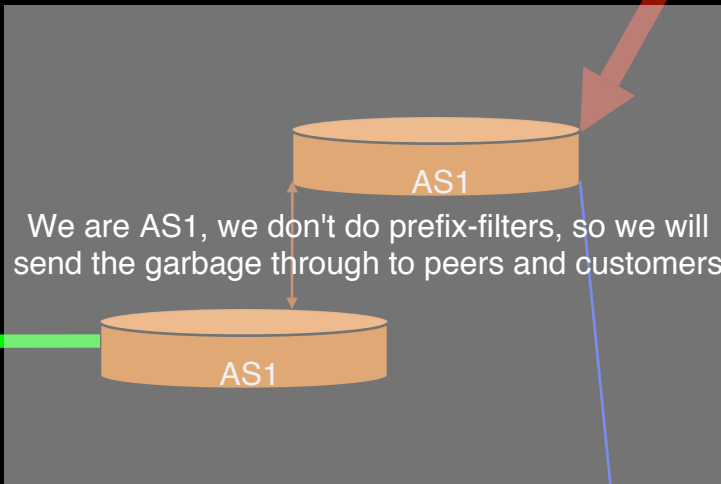 AS1
We are AS1, we don't do prefix-filters, so we will
send the garbage through to peers and customers
AS1